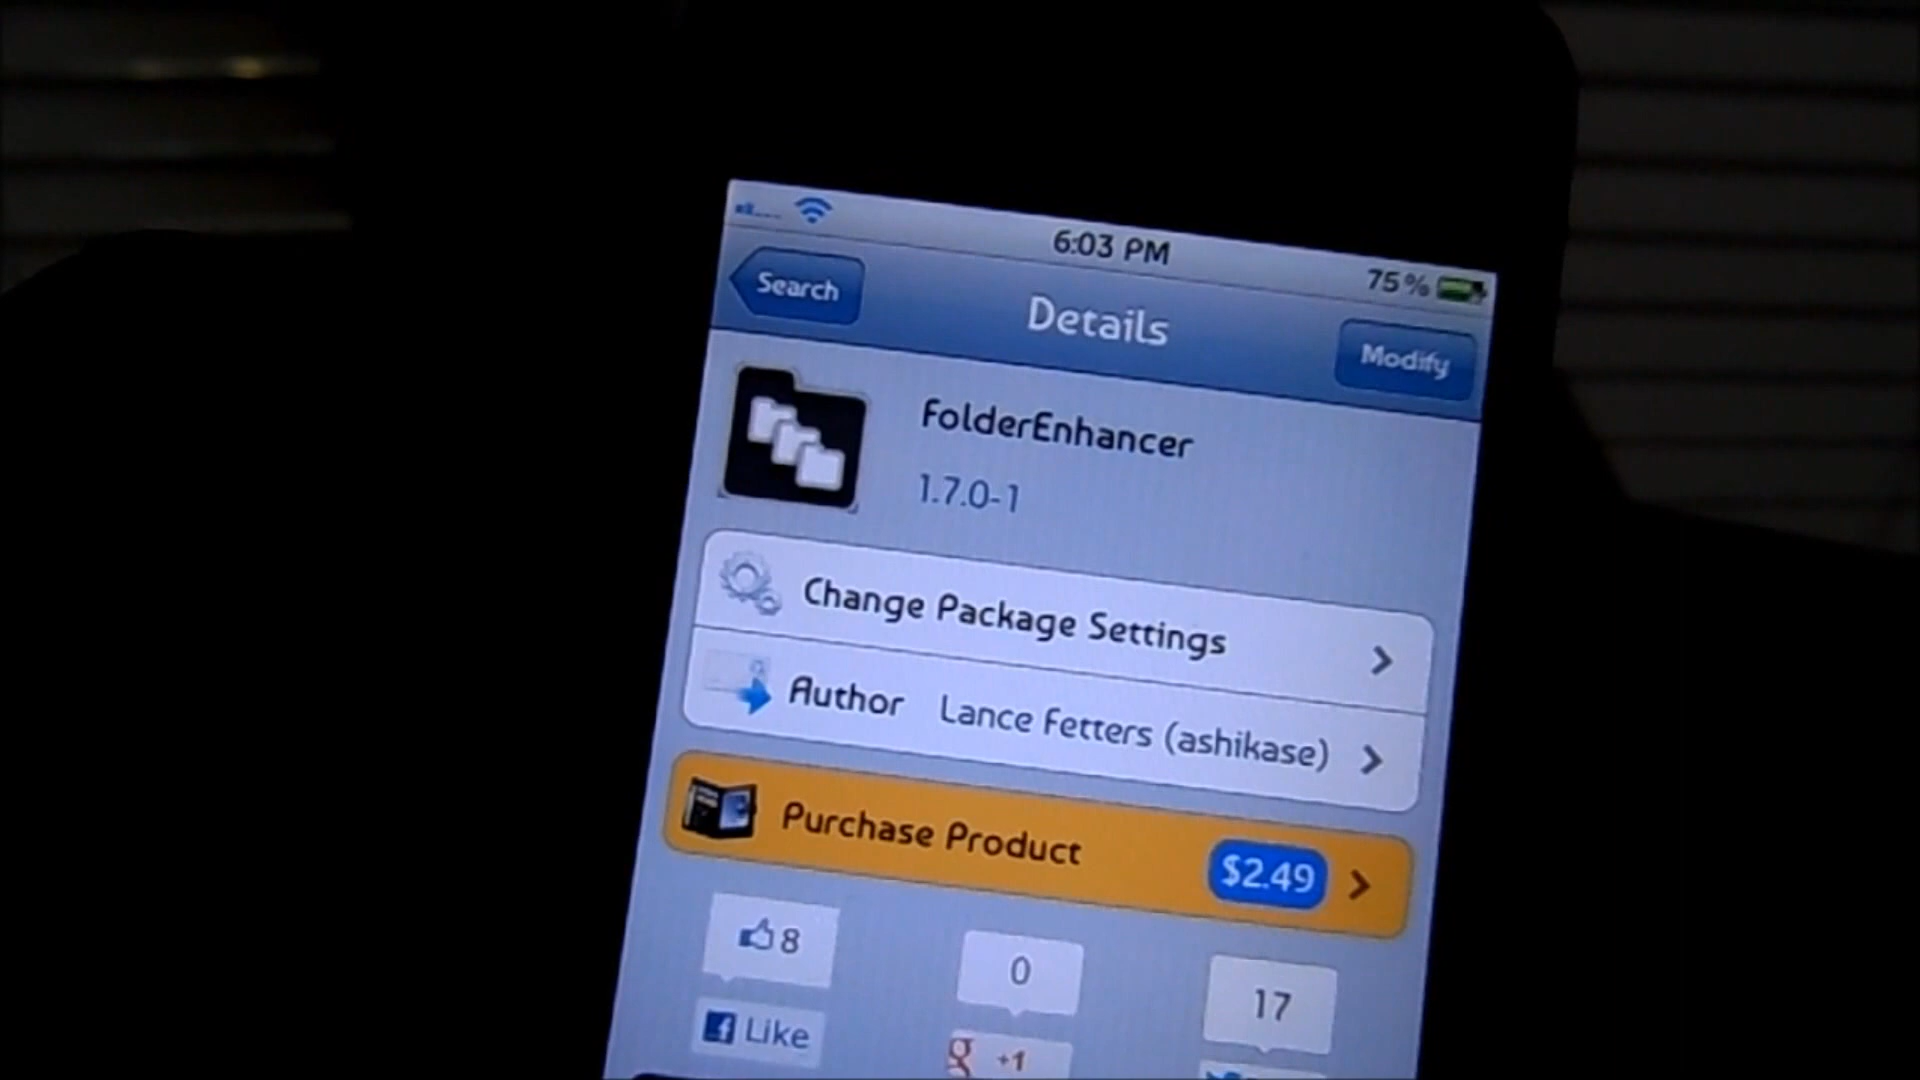 6:03 PM
75%
Search
Details
Modify
FolderEnhancer
1.7.0-1
Change Package Settings
Author Lance Fetters (ashikase)
Purchase Product $2.49
8
0
17
Like
g +1